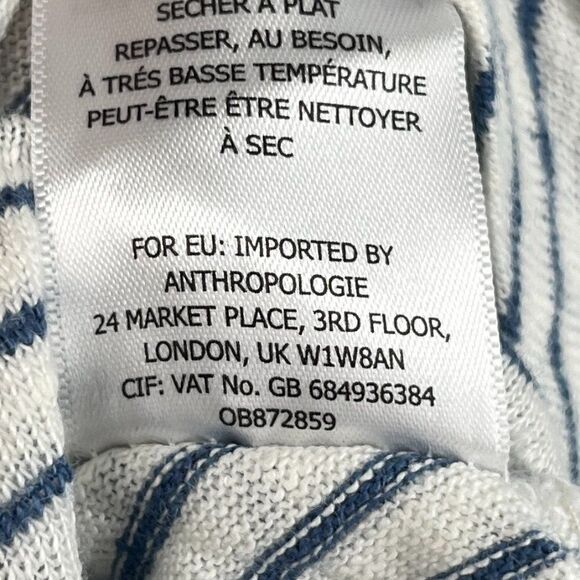 SÉCHER À PLAT
REPASSER, AU BESOIN,
À TRÉS BASSE TEMPÉRATURE
PEUT-ÊTRE ÊTRE NETTOYER
À SEC
FOR EU: IMPORTED BY
ANTHROPOLOGIE
24 MARKET PLACE, 3RD FLOOR,
LONDON, UK W1W8AN
CIF: VAT No. GB 684936384
OB872859